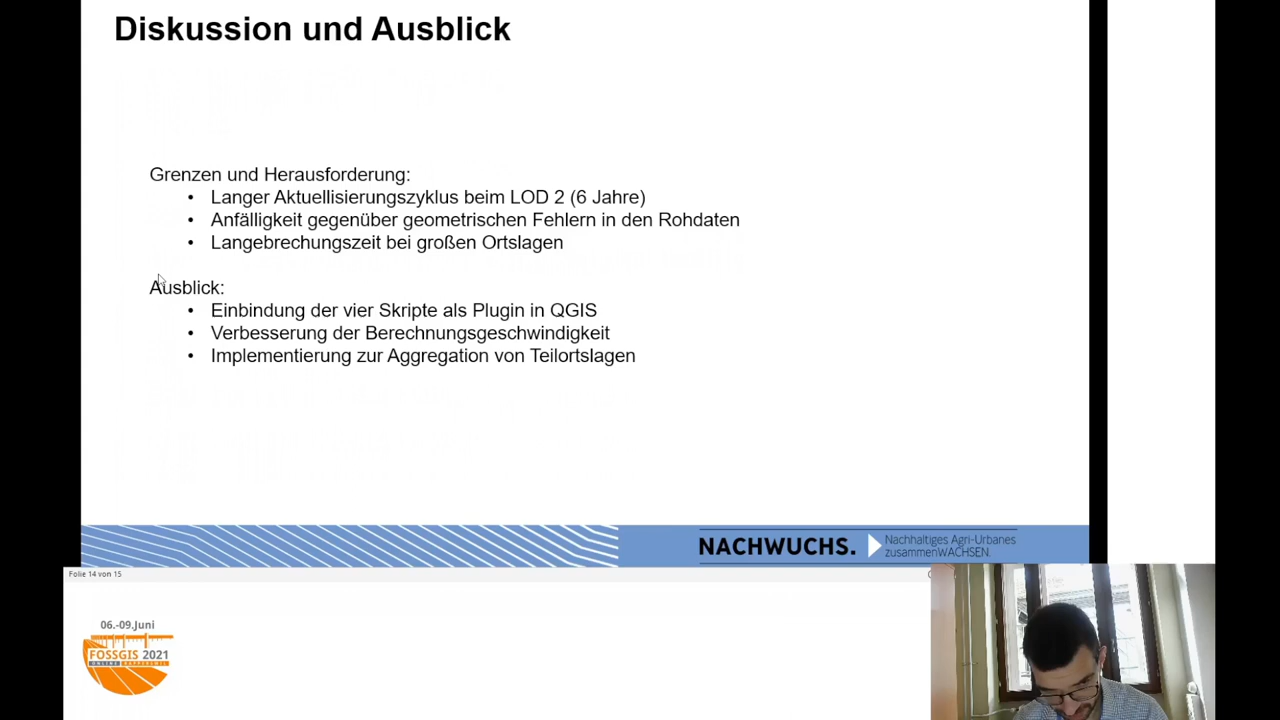 Diskussion und Ausblick
Grenzen und Herausforderung:
• Langer Aktuellisierungszyklus beim LOD 2 (6 Jahre)
• Anfälligkeit gegenüber geometrischen Fehlern in den Rohdaten
• Langebrechungszeit bei großen Ortslagen
Ausblick:
• Einbindung der vier Skripte als Plugin in QGIS
• Verbesserung der Berechnungsgeschwindigkeit
• Implementierung zur Aggregation von Teilortslagen
NACHWUCHS.
Nachhaltiges Agri-Urbanes
zusammenWACHSEN.
Folie 14 von 15
06.-09.Juni
FOSSGIS 2021
ONLINE RAPPERSWIL